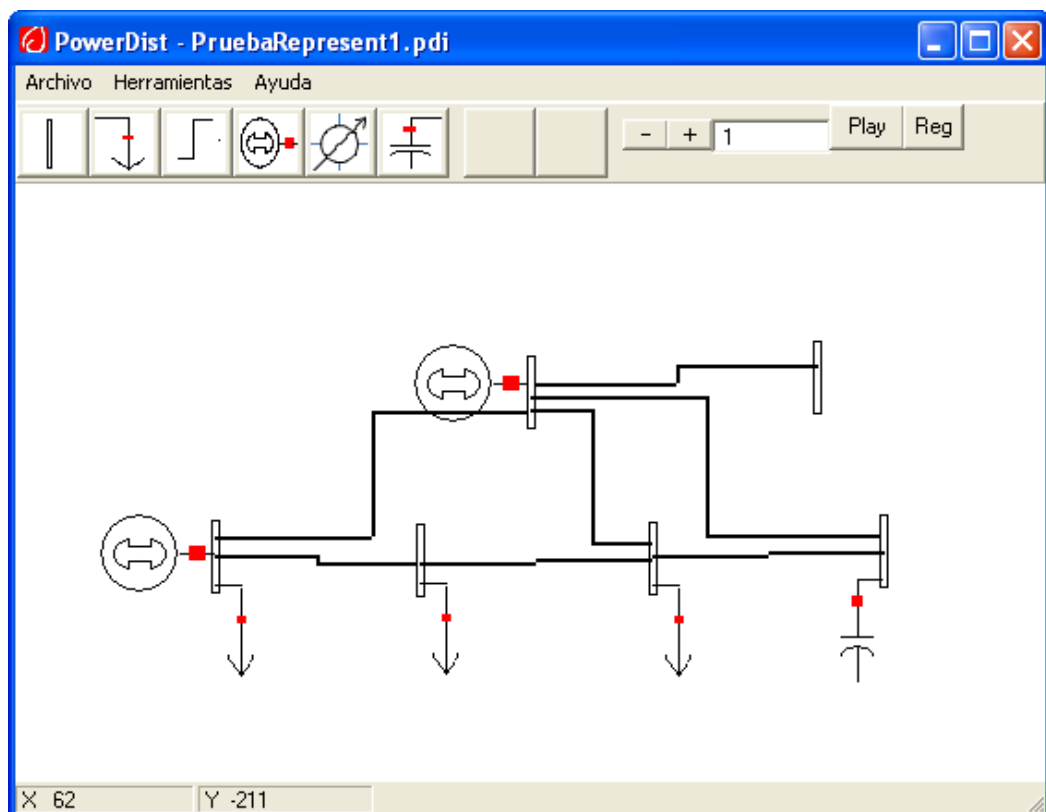 PowerDist - PruebaRepresent1.pdi
Archivo Herramientas Ayuda
- + 1 Play Reg
X 62 Y -211